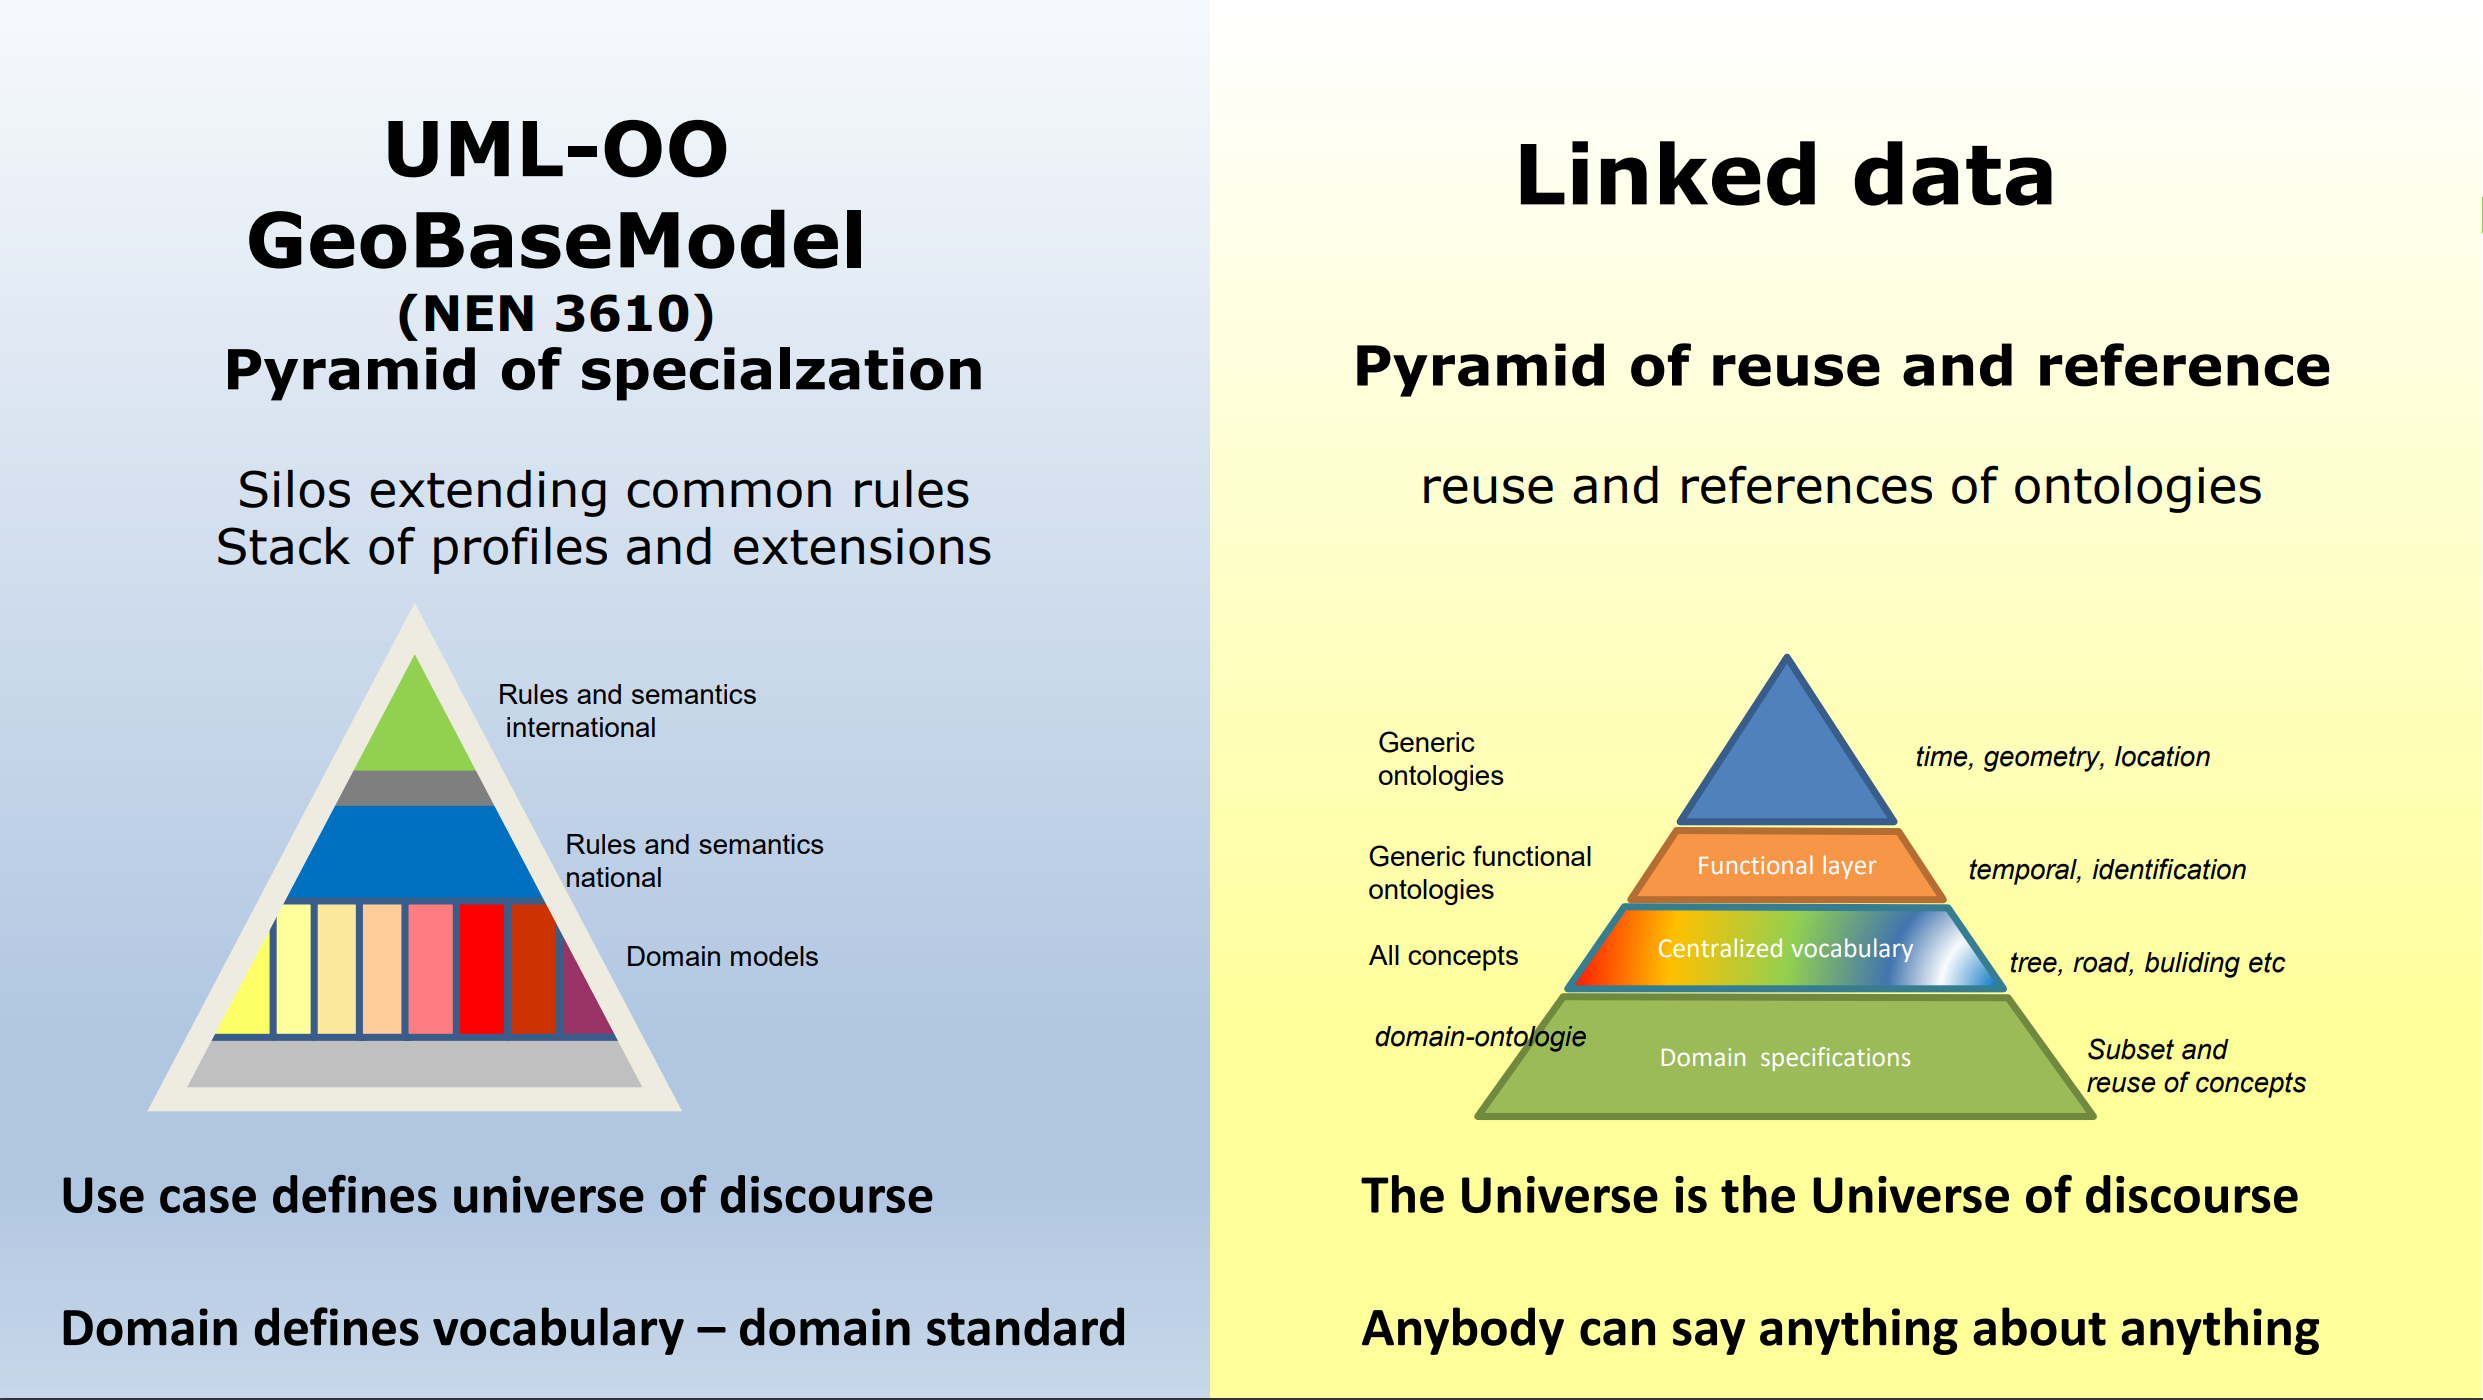 UML-OO
GeoBaseModel
(NEN 3610)
Pyramid of specialzation
Silos extending common rules
Stack of profiles and extensions
Rules and semantics
international
Rules and semantics
national
Domain models
Use case defines universe of discourse
Domain defines vocabulary – domain standard
Linked data
Pyramid of reuse and reference
reuse and references of ontologies
Generic
ontologies
time, geometry, location
Generic functional
ontologies
Functional layer
temporal, identification
All concepts
Centralized vocabulary
tree, road, buliding etc
domain-ontologie
Domain specifications
Subset and
reuse of concepts
The Universe is the Universe of discourse
Anybody can say anything about anything